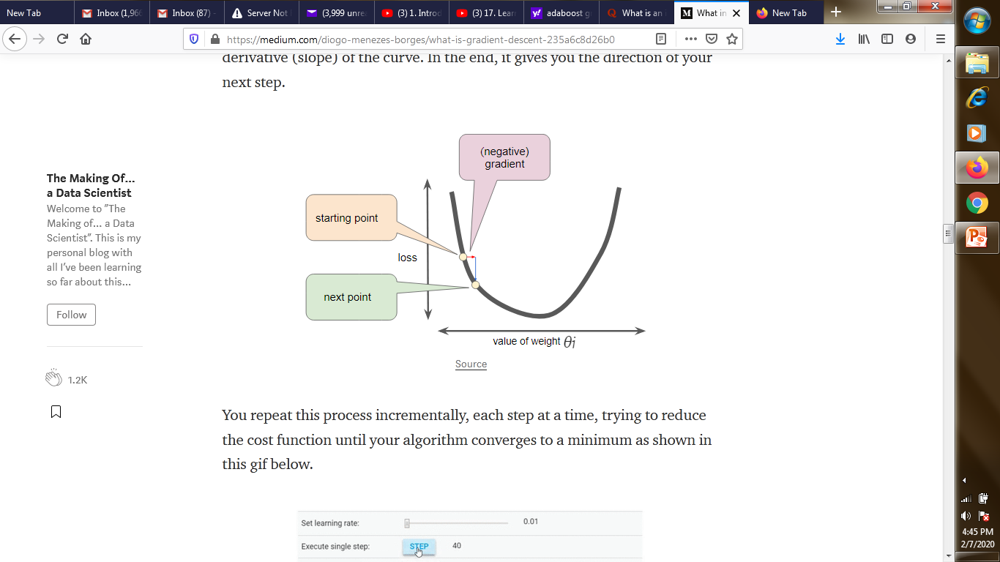 New Tab
Inbox (1,966
Inbox (87) -
Server Not
(3,999 unre
(3) 1. Introd
(3) 17. Lear
adaboost g
What is an
What in
New Tab
https://medium.com/diogo-menezes-borges/what-is-gradient-descent-235a6c8d26b0
derivative (slope) of the curve. In the end, it gives you the direction of your
next step.
The Making Of…
a Data Scientist
Welcome to "The
Making of… a Data
Scientist". This is my
personal blog with
all I've been learning
so far about this…
Follow
1.2K
(negative)
gradient
starting point
loss
next point
value of weight θj
Source
You repeat this process incrementally, each step at a time, trying to reduce
the cost function until your algorithm converges to a minimum as shown in
this gif below.
Set learning rate: 0.01
Execute single step: STEP 40
4:45 PM
2/7/2020